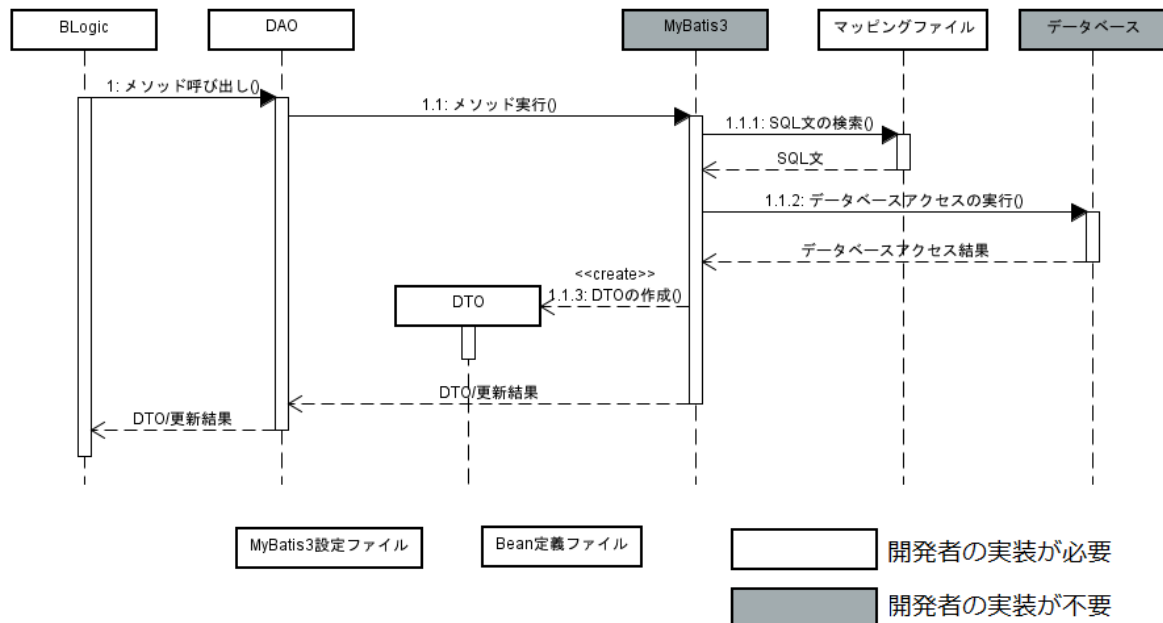 BLogic
DAO
MyBatis3
マッピングファイル
データベース
1: メソッド呼び出し()
1.1: メソッド実行()
1.1.1: SQL文の検索()
SQL文
1.1.2: データベースアクセスの実行()
データベースアクセス結果
<<create>>
1.1.3: DTOの作成()
DTO
DTO/更新結果
DTO/更新結果
MyBatis3設定ファイル
Bean定義ファイル
開発者の実装が必要
開発者の実装が不要